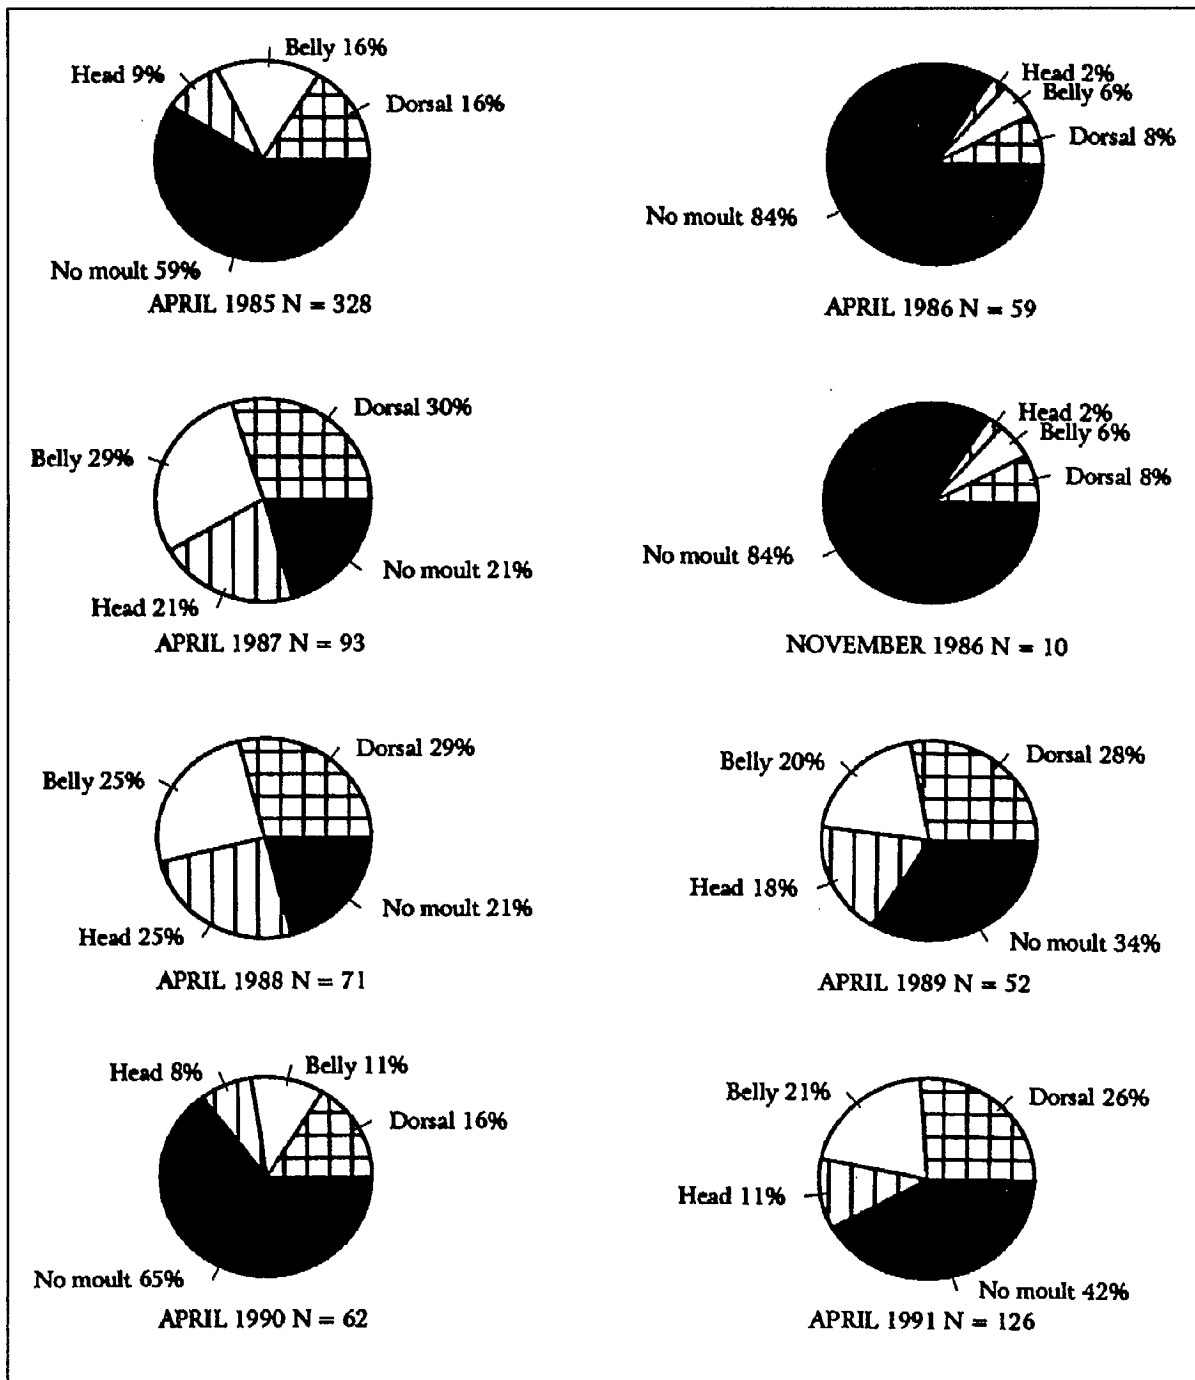 Belly 16%
Head 9%
Dorsal 16%
No moult 59%
APRIL 1985 N = 328
Head 2%
Belly 6%
Dorsal 8%
No moult 84%
APRIL 1986 N = 59
Dorsal 30%
Belly 29%
No moult 21%
Head 21%
APRIL 1987 N = 93
Head 2%
Belly 6%
Dorsal 8%
No moult 84%
NOVEMBER 1986 N = 10
Dorsal 29%
Belly 25%
No moult 21%
Head 25%
APRIL 1988 N = 71
Belly 20%
Dorsal 28%
Head 18%
No moult 34%
APRIL 1989 N = 52
Head 8%
Belly 11%
Dorsal 16%
No moult 65%
APRIL 1990 N = 62
Belly 21%
Dorsal 26%
Head 11%
No moult 42%
APRIL 1991 N = 126